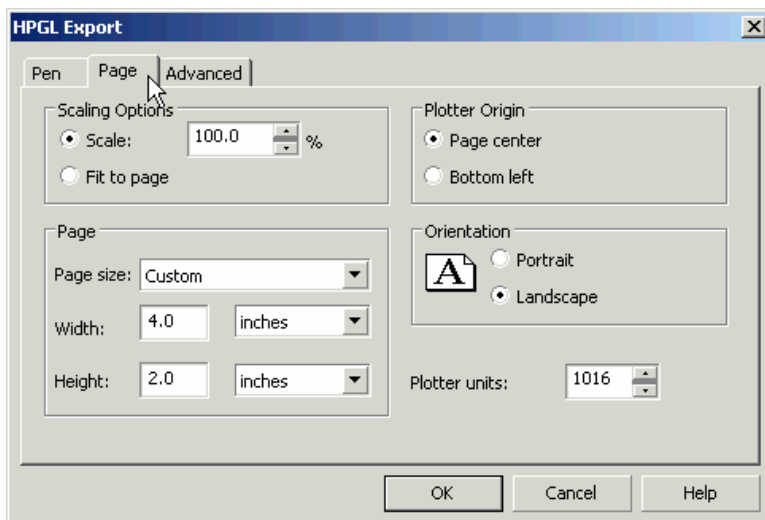 HPGL Export
Pen Page Advanced
Scaling Options
Scale: 100.0 %
Fit to page
Plotter Origin
Page center
Bottom left
Page
Page size: Custom
Width: 4.0 inches
Height: 2.0 inches
Orientation
A
Portrait
Landscape
Plotter units: 1016
OK Cancel Help